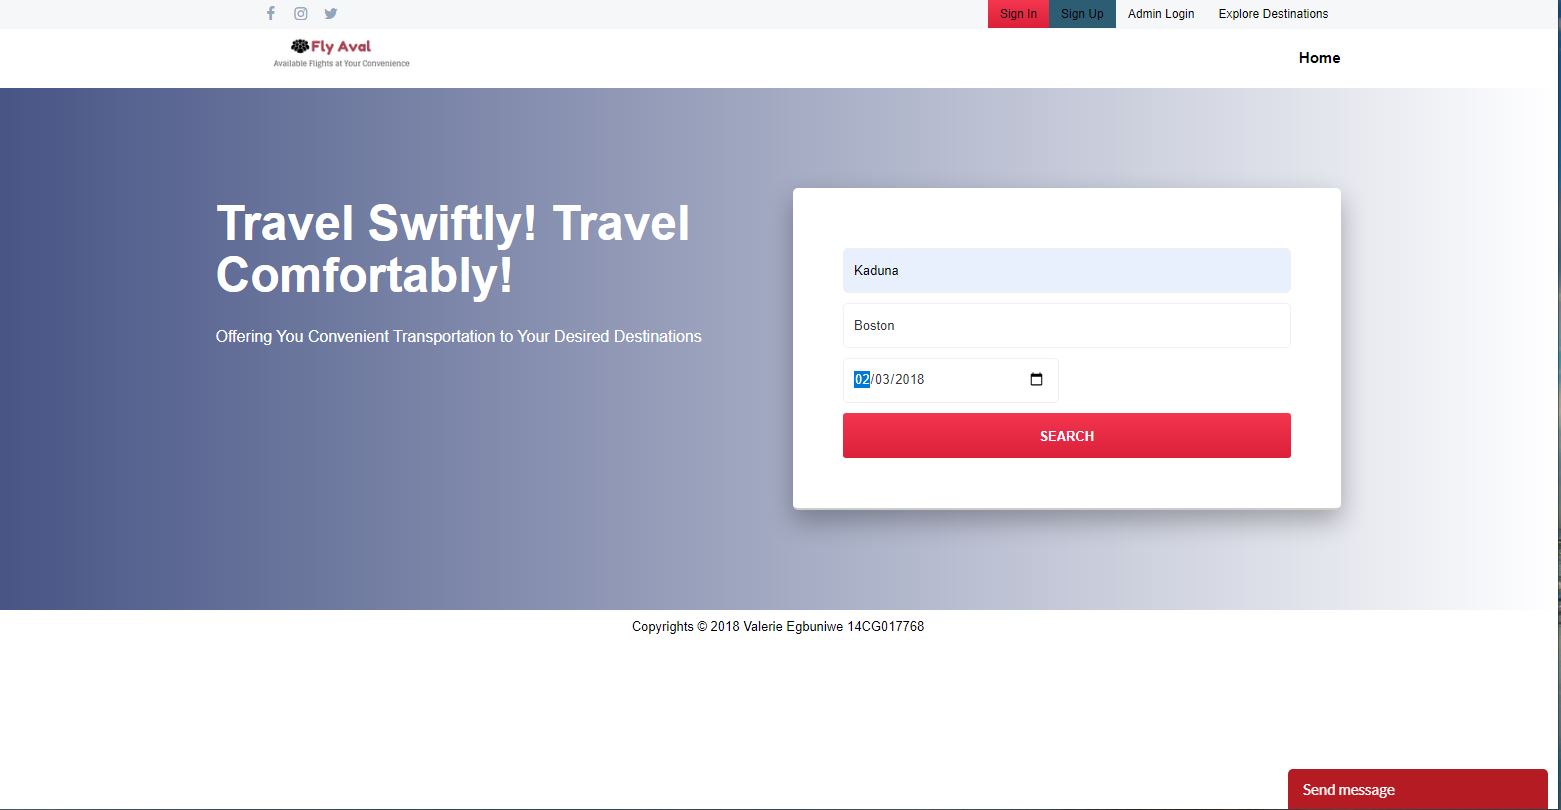 Sign In Sign Up Admin Login Explore Destinations
Fly Aval
Available Flights at Your Convenience
Home
Travel Swiftly! Travel
Comfortably!
Offering You Convenient Transportation to Your Desired Destinations
Kaduna
Boston
02/03/2018
SEARCH
Copyrights © 2018 Valerie Egbuniwe 14CG017768
Send message